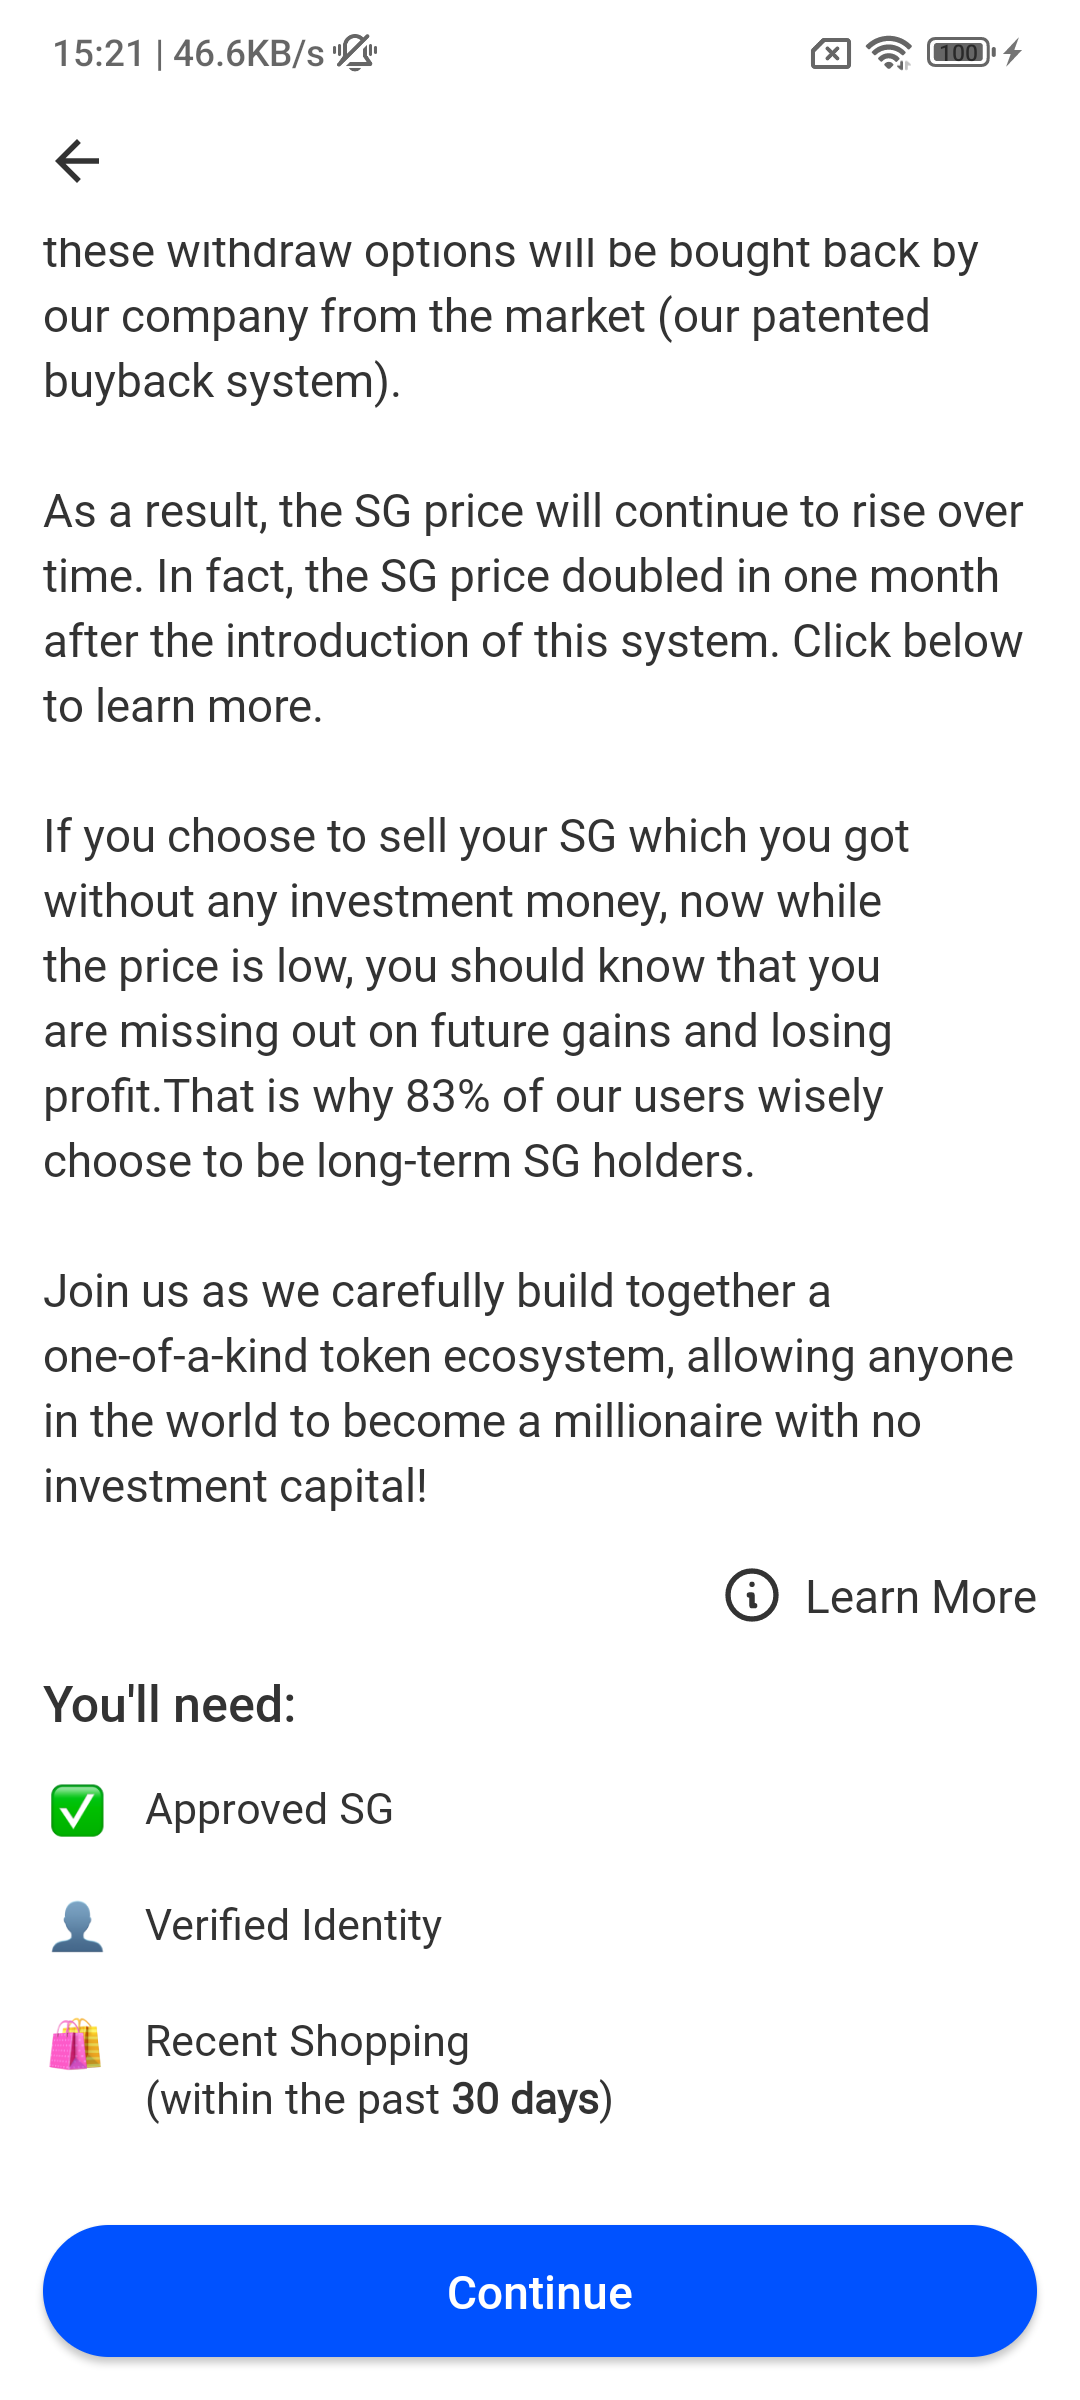 15:21 | 46.6KB/s
100
these withdraw options will be bought back by
our company from the market (our patented
buyback system).
As a result, the SG price will continue to rise over
time. In fact, the SG price doubled in one month
after the introduction of this system. Click below
to learn more.
If you choose to sell your SG which you got
without any investment money, now while
the price is low, you should know that you
are missing out on future gains and losing
profit.That is why 83% of our users wisely
choose to be long-term SG holders.
Join us as we carefully build together a
one-of-a-kind token ecosystem, allowing anyone
in the world to become a millionaire with no
investment capital!
Learn More
You'll need:
Approved SG
Verified Identity
Recent Shopping
(within the past 30 days)
Continue